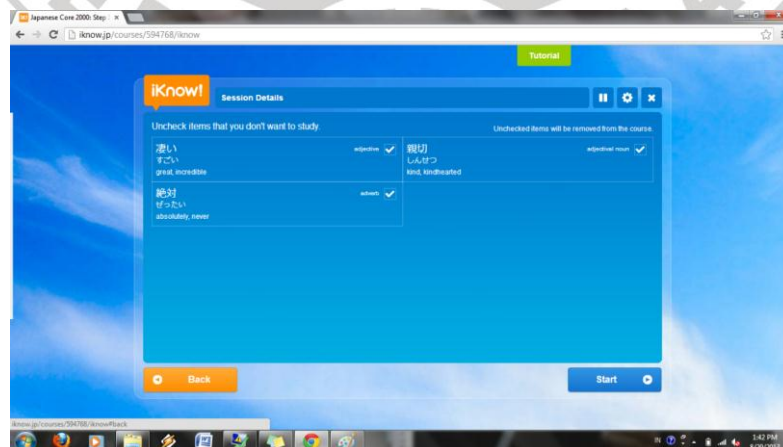 Japanese Core 2000: Step
iknow.jp/courses/594768/iknow
Tutorial
iKnow!
Session Details
Uncheck items that you don't want to study.
Unchecked items will be removed from the course.
凄い
adjective
すごい
great, incredible
親切
adjectival noun
しんせつ
kind, kindhearted
絶対
adverb
ぜったい
absolutely, never
Back
Start
iknow.jp/courses/594768/iknow#back
IN
1:42 PM